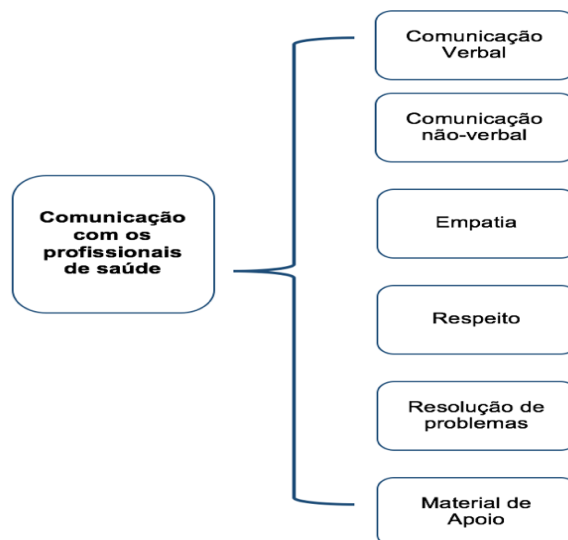 Comunicação
com os
profissionais
de saúde
Comunicação
Verbal
Comunicação
não-verbal
Empatia
Respeito
Resolução de
problemas
Material de
Apoio